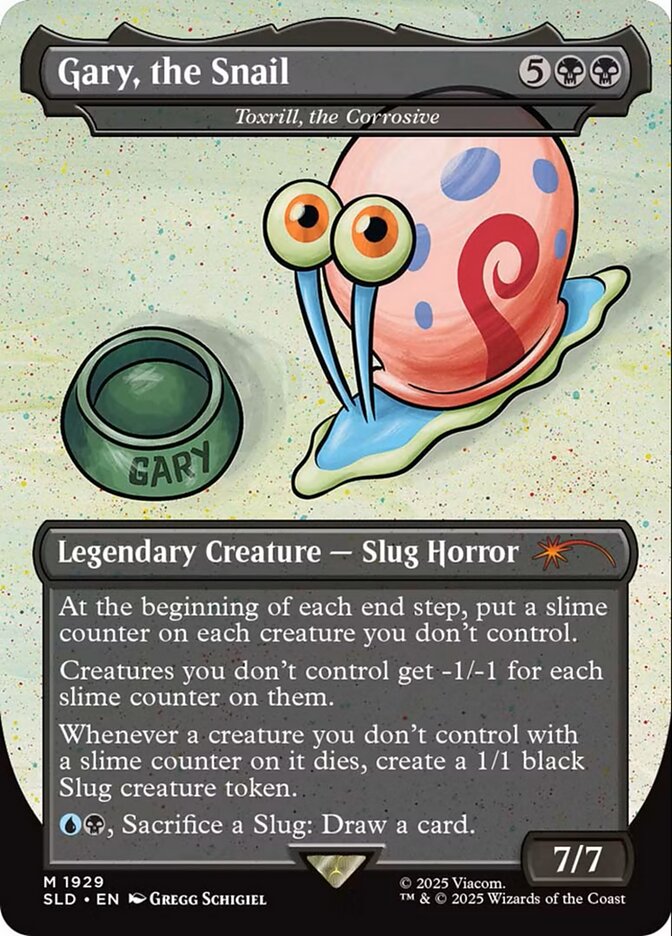 Gary, the Snail 5
Toxrill, the Corrosive
GARY
Legendary Creature — Slug Horror
At the beginning of each end step, put a slime
counter on each creature you don't control.
Creatures you don't control get -1/-1 for each
slime counter on them.
Whenever a creature you don't control with
a slime counter on it dies, create a 1/1 black
Slug creature token.
, Sacrifice a Slug: Draw a card.
7/7
M 1929
SLD • EN Gregg Schigiel
© 2025 Viacom.
™ & © 2025 Wizards of the Coast